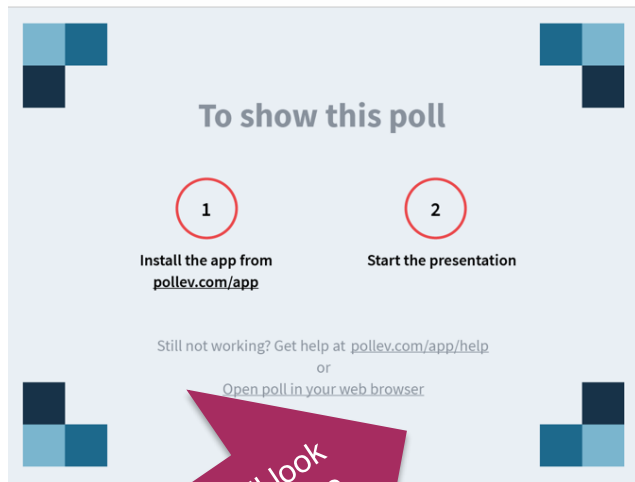 To show this poll
1
2
Install the app from
pollev.com/app
Start the presentation
Still not working? Get help at pollev.com/app/help
or
Open poll in your web browser
look